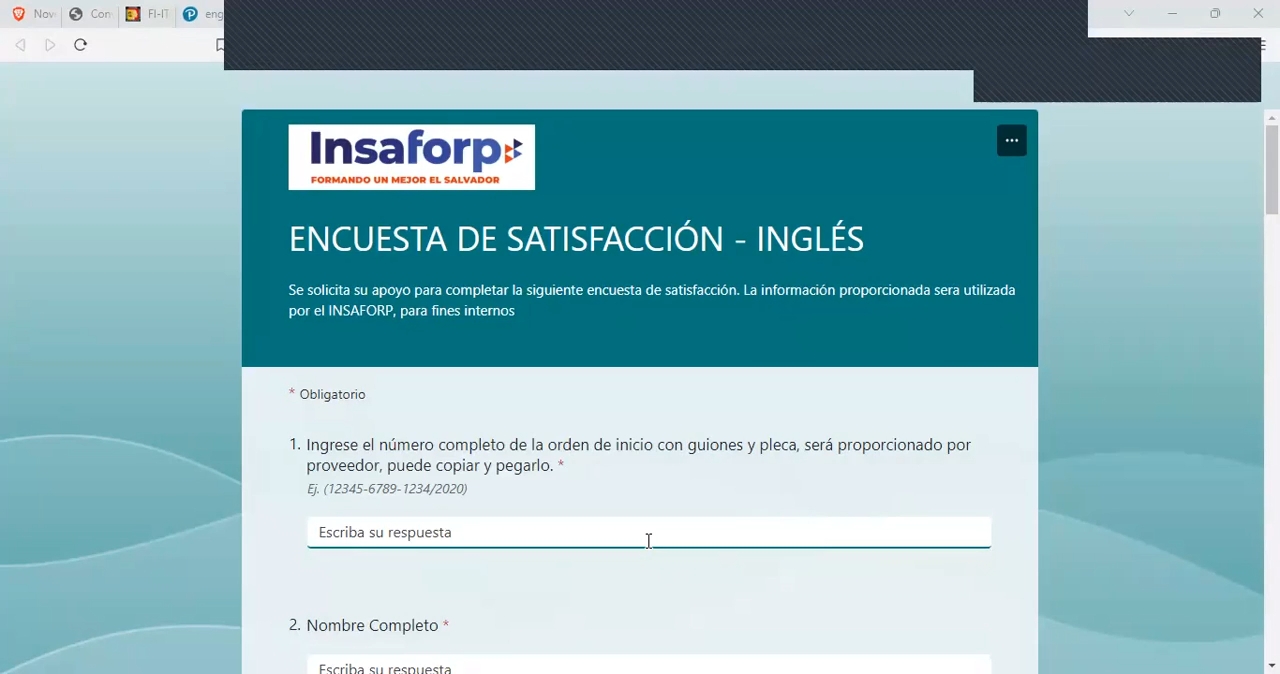 Nov
Con
FI-IT
eng
Insaforp
FORMANDO UN MEJOR EL SALVADOR
ENCUESTA DE SATISFACCIÓN - INGLÉS
Se solicita su apoyo para completar la siguiente encuesta de satisfacción. La información proporcionada sera utilizada
por el INSAFORP, para fines internos
* Obligatorio
1. Ingrese el número completo de la orden de inicio con guiones y pleca, será proporcionado por
proveedor, puede copiar y pegarlo. *
Ej. (12345-6789-1234/2020)
Escriba su respuesta
2. Nombre Completo *
Escriba su respuesta